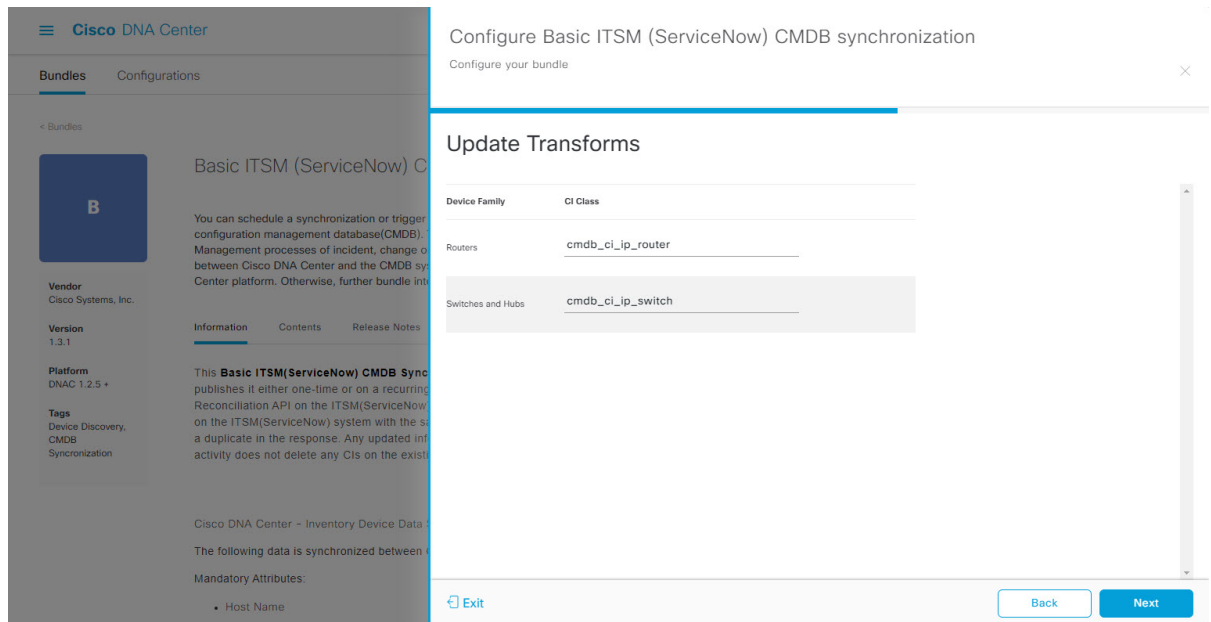 Cisco DNA Center
Bundles Configurations
< Bundles
B
Vendor
Cisco Systems, Inc.
Version
1.3.1
Platform
DNAC 1.2.5 +
Tags
Device Discovery,
CMDB
Syncronization
Basic ITSM (ServiceNow) C
You can schedule a synchronization or trigger
configuration management database(CMDB).
Management processes of incident, change o
between Cisco DNA Center and the CMDB sy
Center platform. Otherwise, further bundle int
Information Contents Release Notes
This Basic ITSM(ServiceNow) CMDB Sync
publishes it either one-time or on a recurring
Reconciliation API on the ITSM(ServiceNow
on the ITSM(ServiceNow) system with the sa
a duplicate in the response. Any updated inf
activity does not delete any CIs on the existi
Cisco DNA Center - Inventory Device Data
The following data is synchronized between
Mandatory Attributes:
• Host Name
Configure Basic ITSM (ServiceNow) CMDB synchronization
Configure your bundle
Update Transforms
Device Family CI Class
Routers cmdb_ci_ip_router
Switches and Hubs cmdb_ci_ip_switch
Exit Back Next